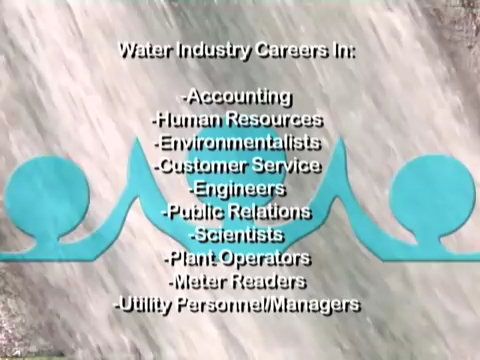 Water Industry Careers In:
-Accounting
-Human Resources
-Environmentalists
-Customer Service
-Engineers
-Public Relations
-Scientists
-Plant Operators
-Meter Readers
-Utility Personnel/Managers